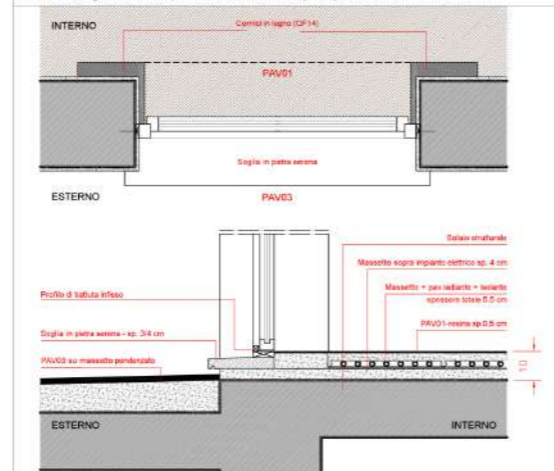 INTERNO
Cornici in legno (CF14)
PAV01
Soglia in pietra serena
ESTERNO
PAV03
Solaio strutturale
Massetto sopra impianto elettrico sp. 4 cm
Massetto + pav radiante + isolante
spessore totale 6.5 cm
PAV01-resina sp 0,5 cm
Profilo di battuta infisso
Soglia in pietra serena - sp. 3/4 cm
PAV03 su massetto pendenzato
ESTERNO
INTERNO